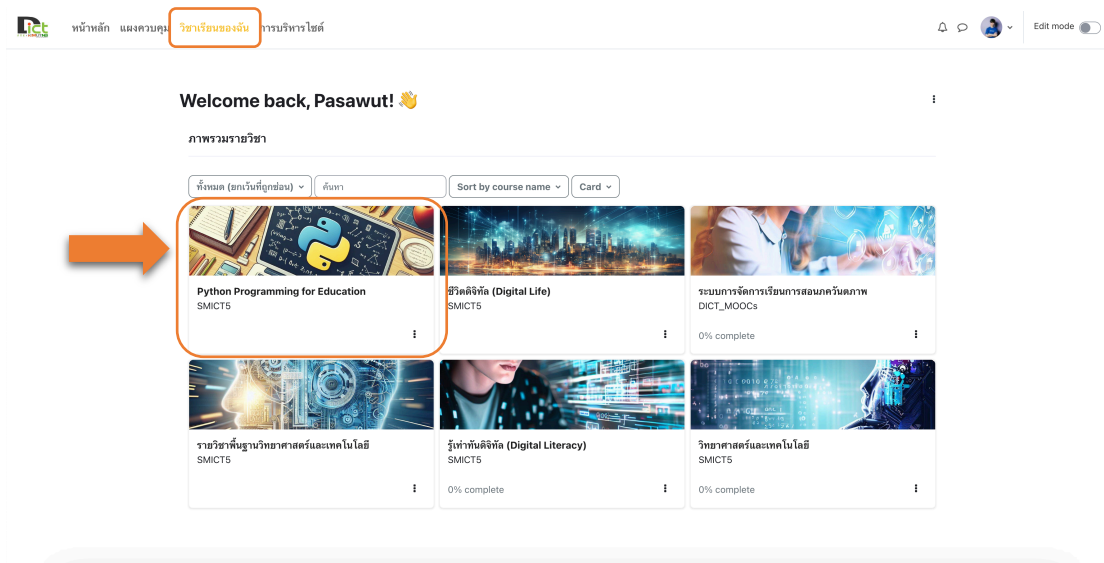 Dict
หน้าหลัก แผงควบคุม วิชาเรียนของฉัน การบริหารไซต์ Edit mode
Welcome back, Pasawut! 👋
ภาพรวมรายวิชา
ทั้งหมด (ยกเว้นที่ถูกซ่อน) ค้นหา Sort by course name Card
Python Programming for Education ชีวิตดิจิทัล (Digital Life) ระบบการจัดการเรียนการสอนภควันตภาพ
SMICT5 SMICT5 DICT_MOOCs
0% complete
รายวิชาพื้นฐานวิทยาศาสตร์และเทคโนโลยี รู้เท่าทันดิจิทัล (Digital Literacy) วิทยาศาสตร์และเทคโนโลยี
SMICT5 SMICT5 SMICT5
0% complete 0% complete